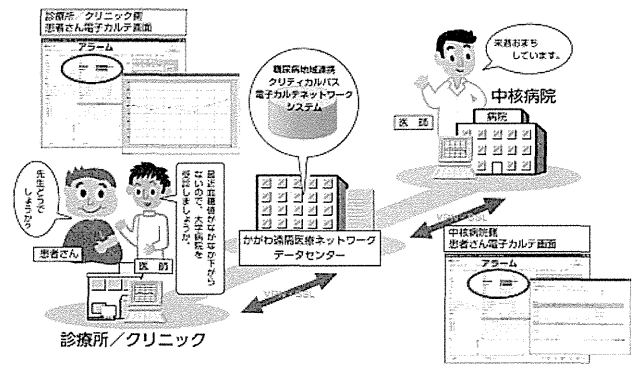 診療所／クリニック側
患者さん電子カルテ画面
アラーム
糖尿病地域連携
クリティカルパス
電子カルテネットワーク
システム
来週おまち
しています。
中核病院
医師
病院
先生どうで
しょうか？
最近血糖値がなかなか下がら
ないので、大学病院を
受診しましょうか。
患者さん
医師
診療所／クリニック
かがわ遠隔医療ネットワーク
データセンター
中核病院側
患者さん電子カルテ画面
アラーム